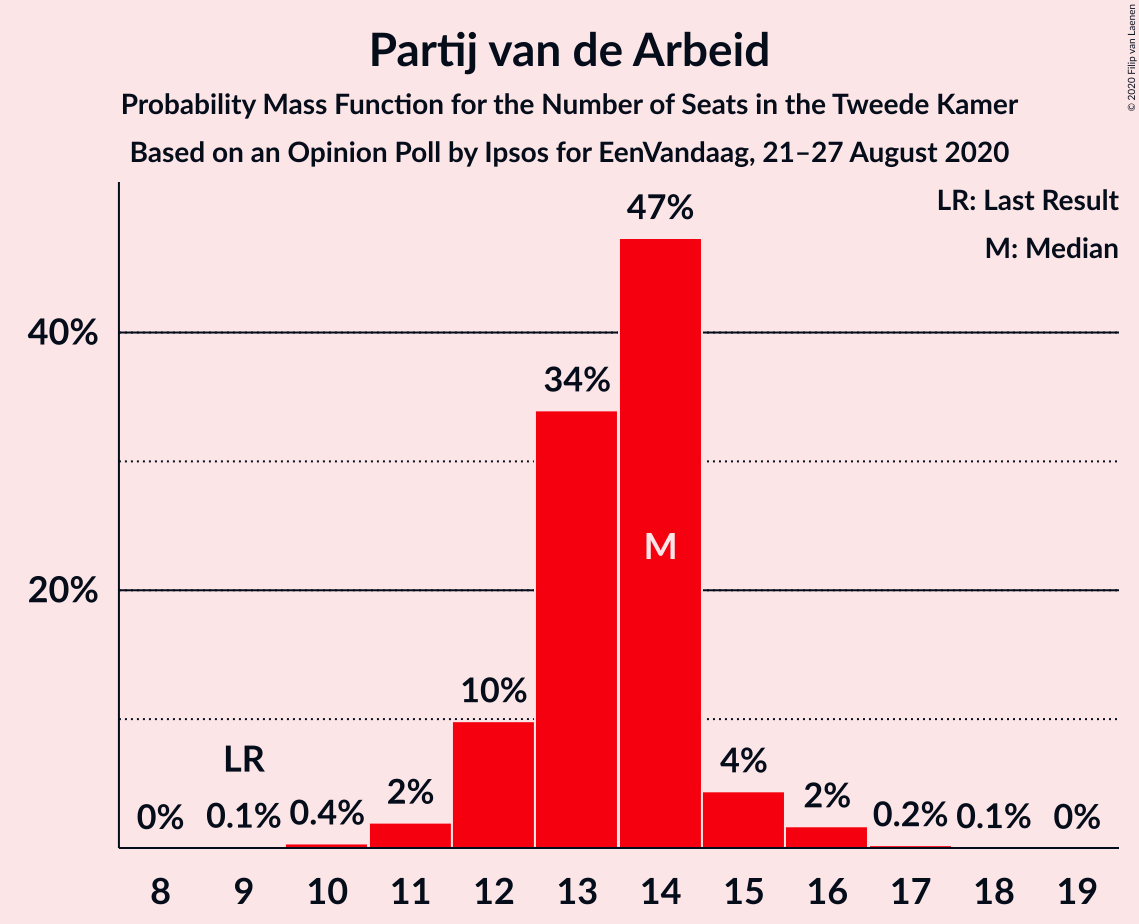 Partij van de Arbeid
Probability Mass Function for the Number of Seats in the Tweede Kamer
Based on an Opinion Poll by Ipsos for EenVandaag, 21–27 August 2020
© 2020 Filip van Laenen
LR: Last Result
M: Median
47%
40%
34%
M
20%
10%
LR
4%
2%
2%
0% 0.1% 0.4% 0.2% 0.1% 0%
8 9 10 11 12 13 14 15 16 17 18 19